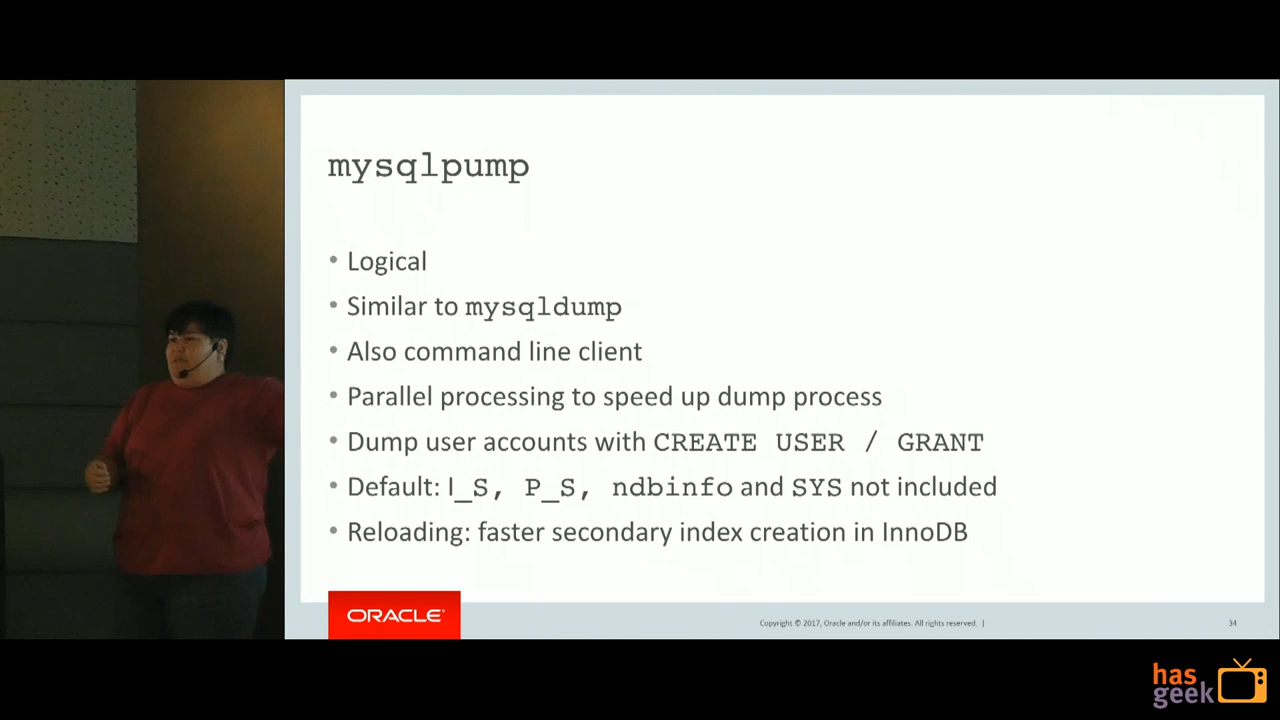 mysqlpump
• Logical
• Similar to mysqldump
• Also command line client
• Parallel processing to speed up dump process
• Dump user accounts with CREATE USER / GRANT
• Default: I_S, P_S, ndbinfo and SYS not included
• Reloading: faster secondary index creation in InnoDB
ORACLE
Copyright © 2017, Oracle and/or its affiliates. All rights reserved. |
34
has
geek